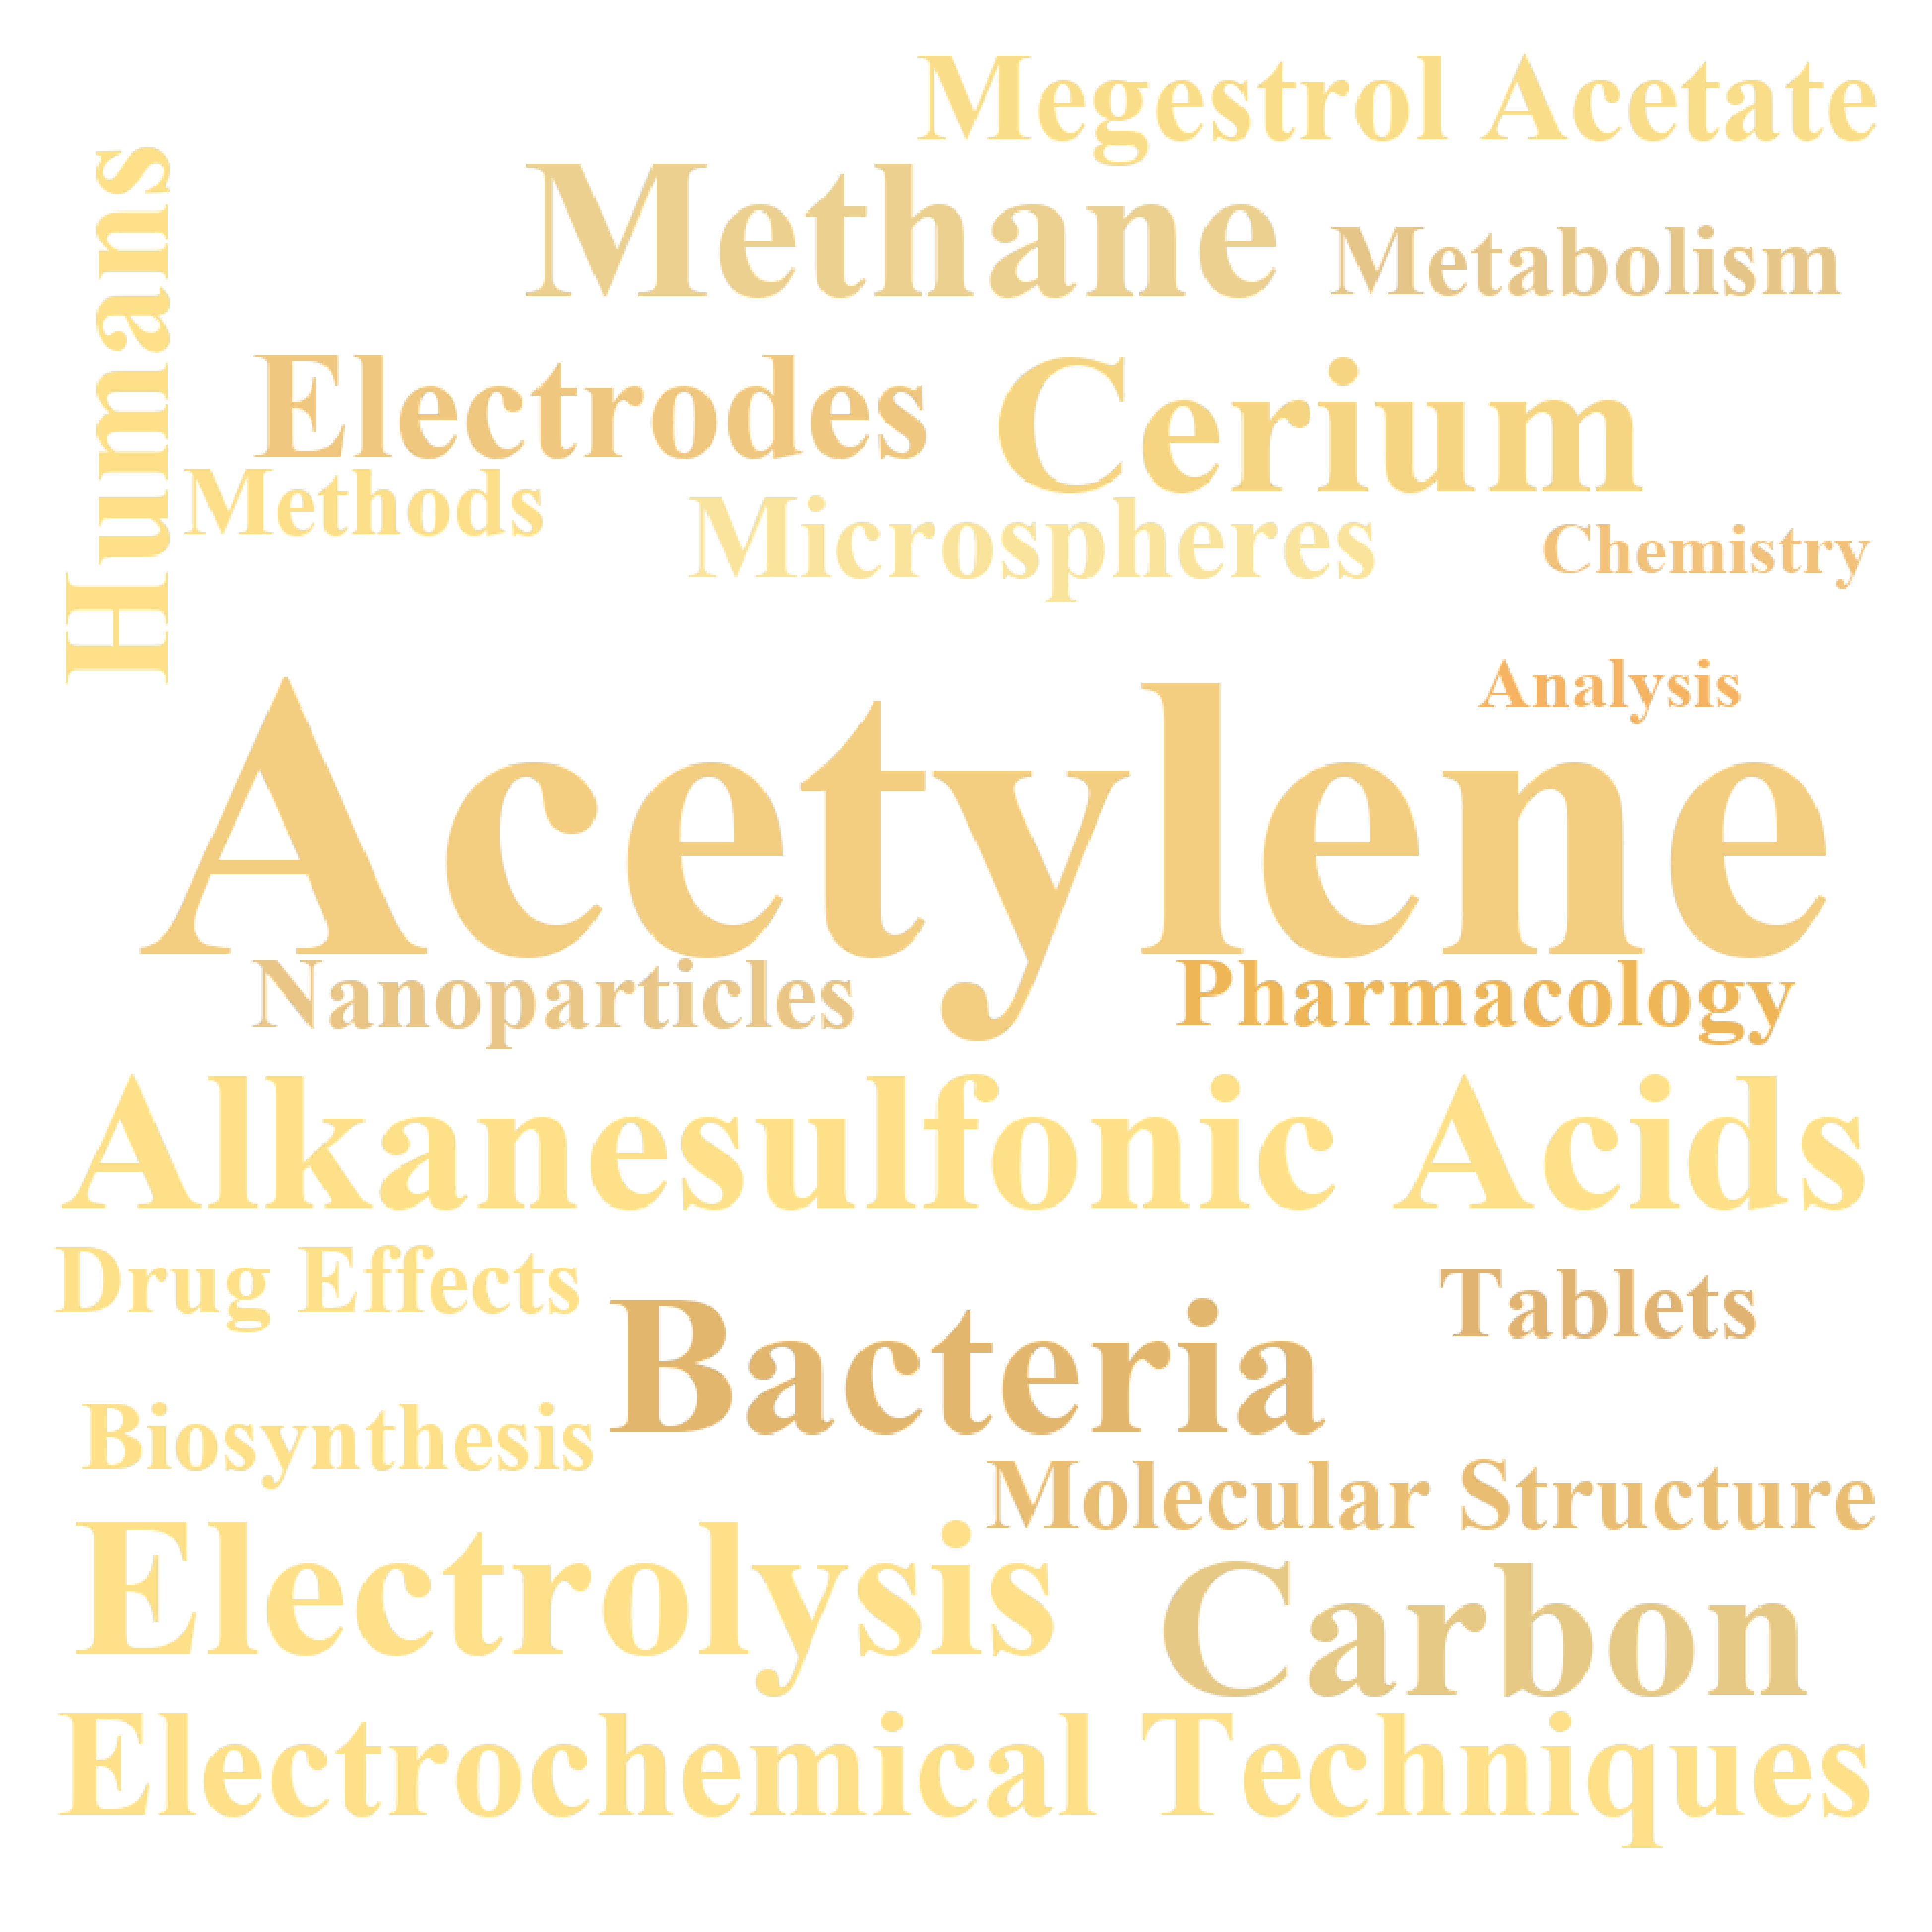 Megestrol Acetate
Humans
Methane
Metabolism
Electrodes
Cerium
Methods
Microspheres
Chemistry
Analysis
Acetylene
Nanoparticles
Pharmacology
Alkanesulfonic Acids
Drug Effects
Tablets
Bacteria
Biosynthesis
Molecular Structure
Electrolysis
Carbon
Electrochemical Techniques